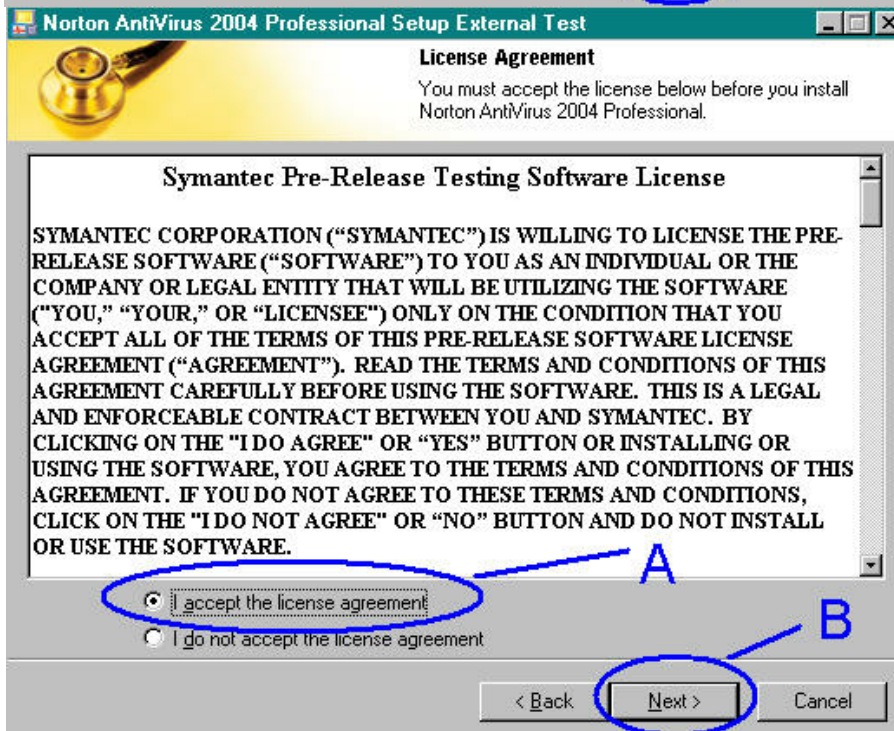 Norton AntiVirus 2004 Professional Setup External Test
License Agreement
You must accept the license below before you install
Norton AntiVirus 2004 Professional.
Symantec Pre-Release Testing Software License
SYMANTEC CORPORATION (“SYMANTEC”) IS WILLING TO LICENSE THE PRE-
RELEASE SOFTWARE (“SOFTWARE”) TO YOU AS AN INDIVIDUAL OR THE
COMPANY OR LEGAL ENTITY THAT WILL BE UTILIZING THE SOFTWARE
("YOU," “YOUR,” OR “LICENSEE") ONLY ON THE CONDITION THAT YOU
ACCEPT ALL OF THE TERMS OF THIS PRE-RELEASE SOFTWARE LICENSE
AGREEMENT (“AGREEMENT”). READ THE TERMS AND CONDITIONS OF THIS
AGREEMENT CAREFULLY BEFORE USING THE SOFTWARE. THIS IS A LEGAL
AND ENFORCEABLE CONTRACT BETWEEN YOU AND SYMANTEC. BY
CLICKING ON THE "I DO AGREE" OR “YES” BUTTON OR INSTALLING OR
USING THE SOFTWARE, YOU AGREE TO THE TERMS AND CONDITIONS OF THIS
AGREEMENT. IF YOU DO NOT AGREE TO THESE TERMS AND CONDITIONS,
CLICK ON THE "I DO NOT AGREE" OR “NO” BUTTON AND DO NOT INSTALL
OR USE THE SOFTWARE.
A
I accept the license agreement
I do not accept the license agreement
B
< Back Next > Cancel